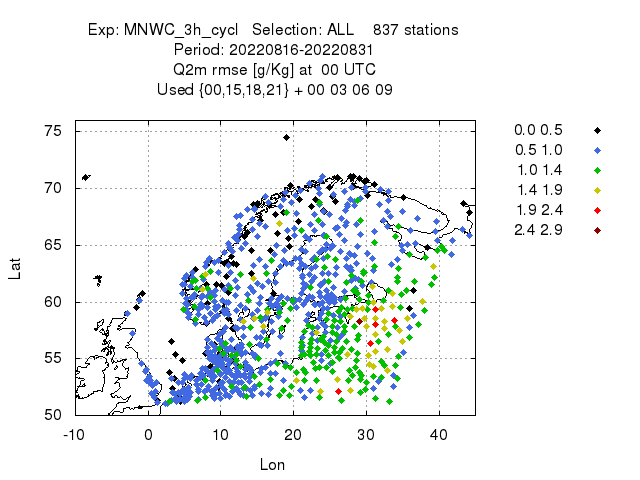 Exp: MNWC_3h_cycl   Selection: ALL    837 stations
Period: 20220816-20220831
Q2m rmse [g/Kg] at  00 UTC
Used {00,15,18,21} + 00 03 06 09
75
70
65
60
55
50
-10 0 10 20 30 40
Lat
Lon
0.0 0.5
0.5 1.0
1.0 1.4
1.4 1.9
1.9 2.4
2.4 2.9